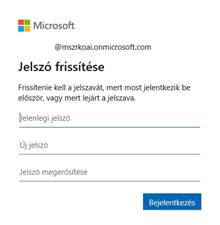 Microsoft
@mszrkoai.onmicrosoft.com
Jelszó frissítése
Frissítenie kell a jelszavát, mert most jelentkezik be
először, vagy mert lejárt a jelszava.
Jelenlegi jelszó
Új jelszó
Jelszó megerősítése
Bejelentkezés